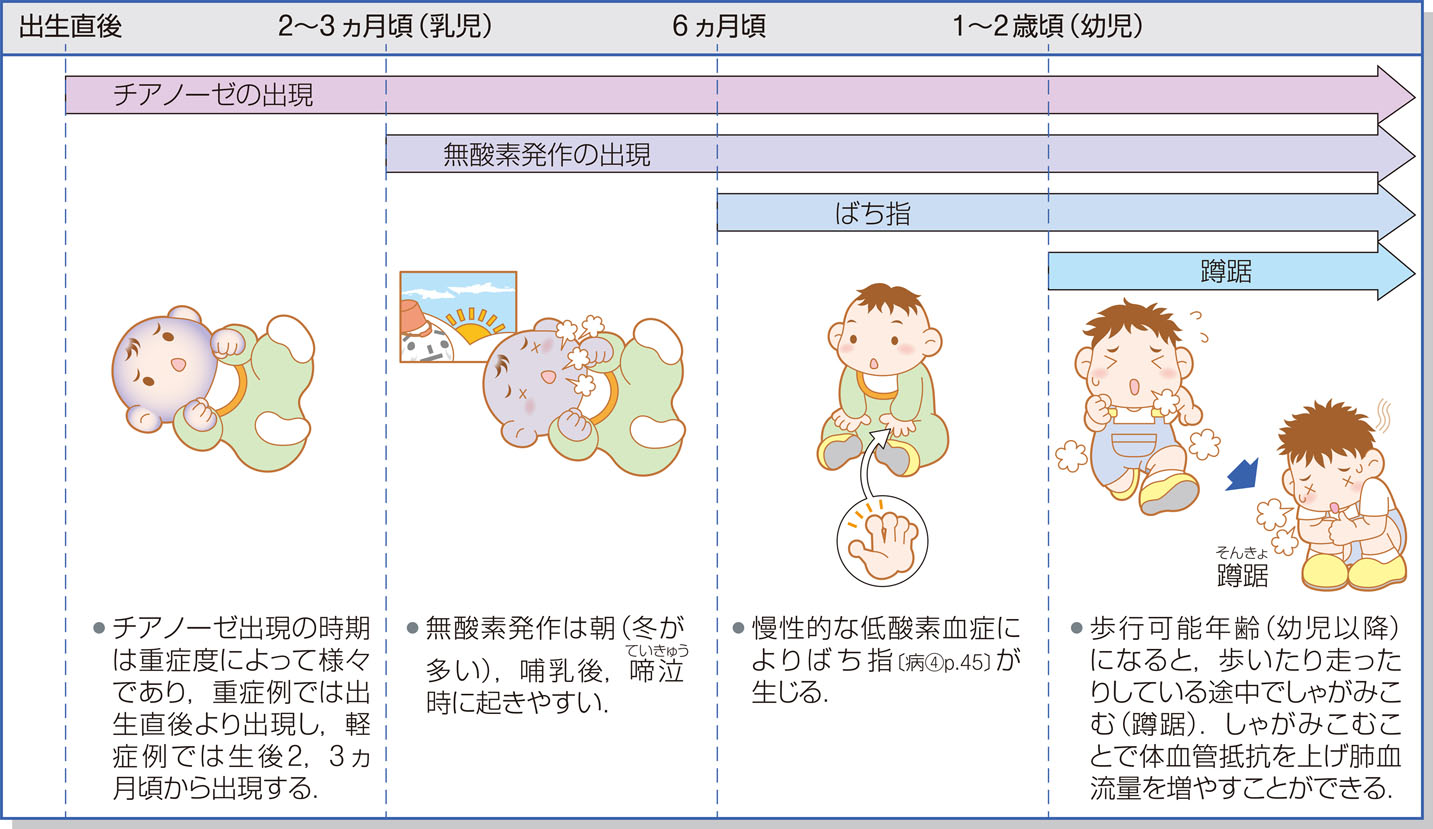 出生直後
2〜3ヵ月頃（乳児）
6ヵ月頃
1〜2歳頃（幼児）
チアノーゼの出現
無酸素発作の出現
ばち指
蹲踞
そんきょ
蹲踞
●チアノーゼ出現の時期
は重症度によって様々
であり，重症例では出
生直後より出現し，軽
症例では生後2，3ヵ
月頃から出現する．
●無酸素発作は朝（冬が
ていきゅう
多い），哺乳後，啼泣
時に起きやすい．
●慢性的な低酸素血症に
よりばち指〔病④p.45〕が
生じる．
●歩行可能年齢（幼児以降）
になると，歩いたり走った
りしている途中でしゃがみこ
む（蹲踞）．しゃがみこむこ
とで体血管抵抗を上げ肺血
流量を増やすことができる．